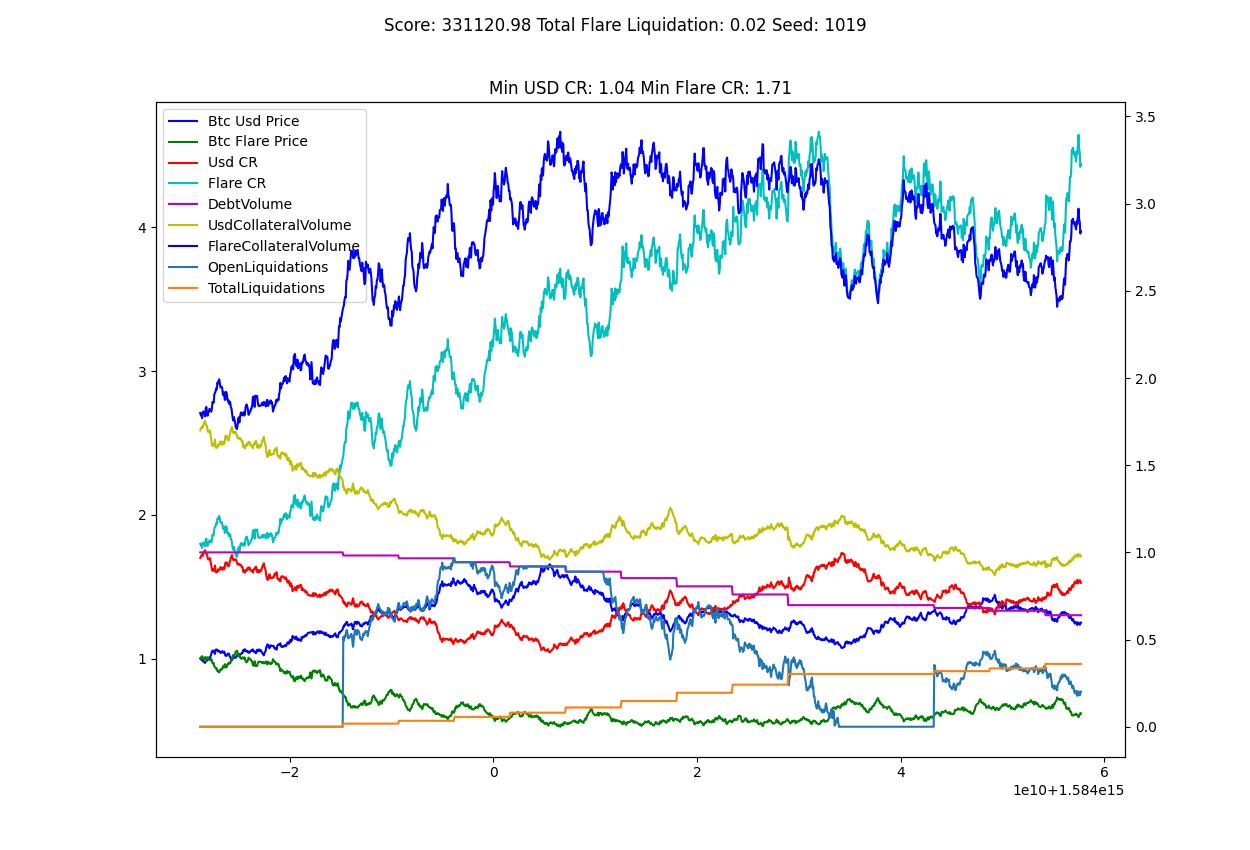 Score: 331120.98 Total Flare Liquidation: 0.02 Seed: 1019
Min USD CR: 1.04 Min Flare CR: 1.71
Btc Usd Price
Btc Flare Price
Usd CR
Flare CR
DebtVolume
UsdCollateralVolume
FlareCollateralVolume
OpenLiquidations
TotalLiquidations
4
3
2
1
3.5
3.0
2.5
2.0
1.5
1.0
0.5
0.0
−2 0 2 4 6
1e10+1.584e15